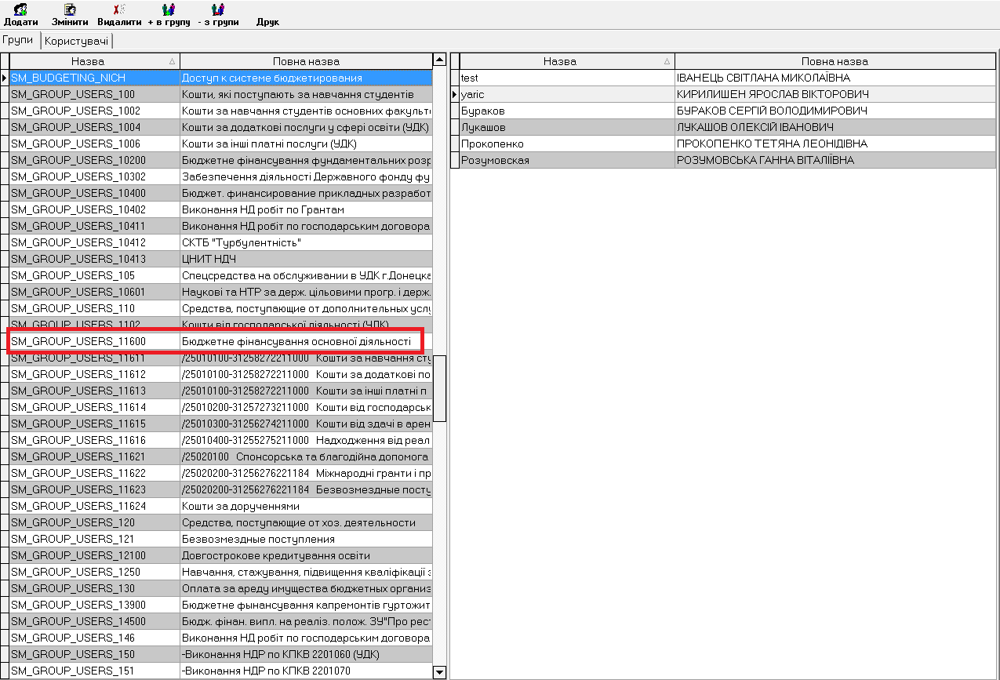 Додати Змінити Видалити + в групу - з групи Друк
Групи Користувачі
Назва Повна назва
SM_BUDGETING_NICH Доступ к системе бюджетирования
SM_GROUP_USERS_100 Кошти, які поступають за навчання студентів
SM_GROUP_USERS_1002 Кошти за навчання студентів основних факульт
SM_GROUP_USERS_1004 Кошти за додаткові послуги у сфері освіти (УДК)
SM_GROUP_USERS_1006 Кошти за інші платні послуги (УДК)
SM_GROUP_USERS_10200 Бюджетне фінансування фундаментальних розр
SM_GROUP_USERS_10302 Забезпечення діяльності Державного фонду фу
SM_GROUP_USERS_10400 Бюджет. финансирование прикладных разработ
SM_GROUP_USERS_10402 Виконання НД робіт по Грантам
SM_GROUP_USERS_10411 Виконання НД робіт по господарським договора
SM_GROUP_USERS_10412 СКТБ "Турбулентність"
SM_GROUP_USERS_10413 ЦНИТ НДЧ
SM_GROUP_USERS_105 Спецсредства на обслуживании в УДК г.Донецка
SM_GROUP_USERS_10601 Наукові та НТР за держ. цільовими прогр. і держ.
SM_GROUP_USERS_110 Средства, поступающие от дополнительных услу
SM_GROUP_USERS_1102 Кошти від господарської діяльності (УДК)
SM_GROUP_USERS_11600 Бюджетне фінансування основної діяльності
SM_GROUP_USERS_11611 /25010100-31258272211000 Кошти за навчання сту
SM_GROUP_USERS_11612 /25010100-31258272211000 Кошти за додаткові по
SM_GROUP_USERS_11613 /25010100-31258272211000 Кошти за інші платні п
SM_GROUP_USERS_11614 /25010200-31257273211000 Кошти від господарськ
SM_GROUP_USERS_11615 /25010300-31256274211000 Кошти від здачі в арен
SM_GROUP_USERS_11616 /25010400-31255275211000 Надходження від реал
SM_GROUP_USERS_11621 /25020100 Спонсорська та благодійна допомога
SM_GROUP_USERS_11622 /25020200-31256276221184 Міжнародні гранти і пр
SM_GROUP_USERS_11623 /25020200-31256276221184 Безвозмездные посту
SM_GROUP_USERS_11624 Кошти за дорученнями
SM_GROUP_USERS_120 Средства, поступающие от хоз. деятельности
SM_GROUP_USERS_121 Безвозмездные поступления
SM_GROUP_USERS_12100 Довгострокове кредитування освіти
SM_GROUP_USERS_1250 Навчання, стажування, підвищення кваліфікації з
SM_GROUP_USERS_130 Оплата за ареду имущества бюджетных организ
SM_GROUP_USERS_13900 Бюджетне фынансування капремонтів гуртожит
SM_GROUP_USERS_14500 Бюдж. фінан. випл. на реаліз. полож. ЗУ"Про рест
SM_GROUP_USERS_146 Виконання НД робіт по господарським договора
SM_GROUP_USERS_150 -Виконання НДР по КПКВ 2201060 (УДК)
SM_GROUP_USERS_151 -Виконання НДР по КПКВ 2201070
Назва Повна назва
test ІВАНЕЦЬ СВІТЛАНА МИКОЛАЇВНА
yaric КИРИЛИШЕН ЯРОСЛАВ ВІКТОРОВИЧ
Бураков БУРАКОВ СЕРГІЙ ВОЛОДИМИРОВИЧ
Лукашов ЛУКАШОВ ОЛЕКСІЙ ІВАНОВИЧ
Прокопенко ПРОКОПЕНКО ТЕТЯНА ЛЕОНІДІВНА
Розумовская РОЗУМОВСЬКА ГАННА ВІТАЛІЇВНА